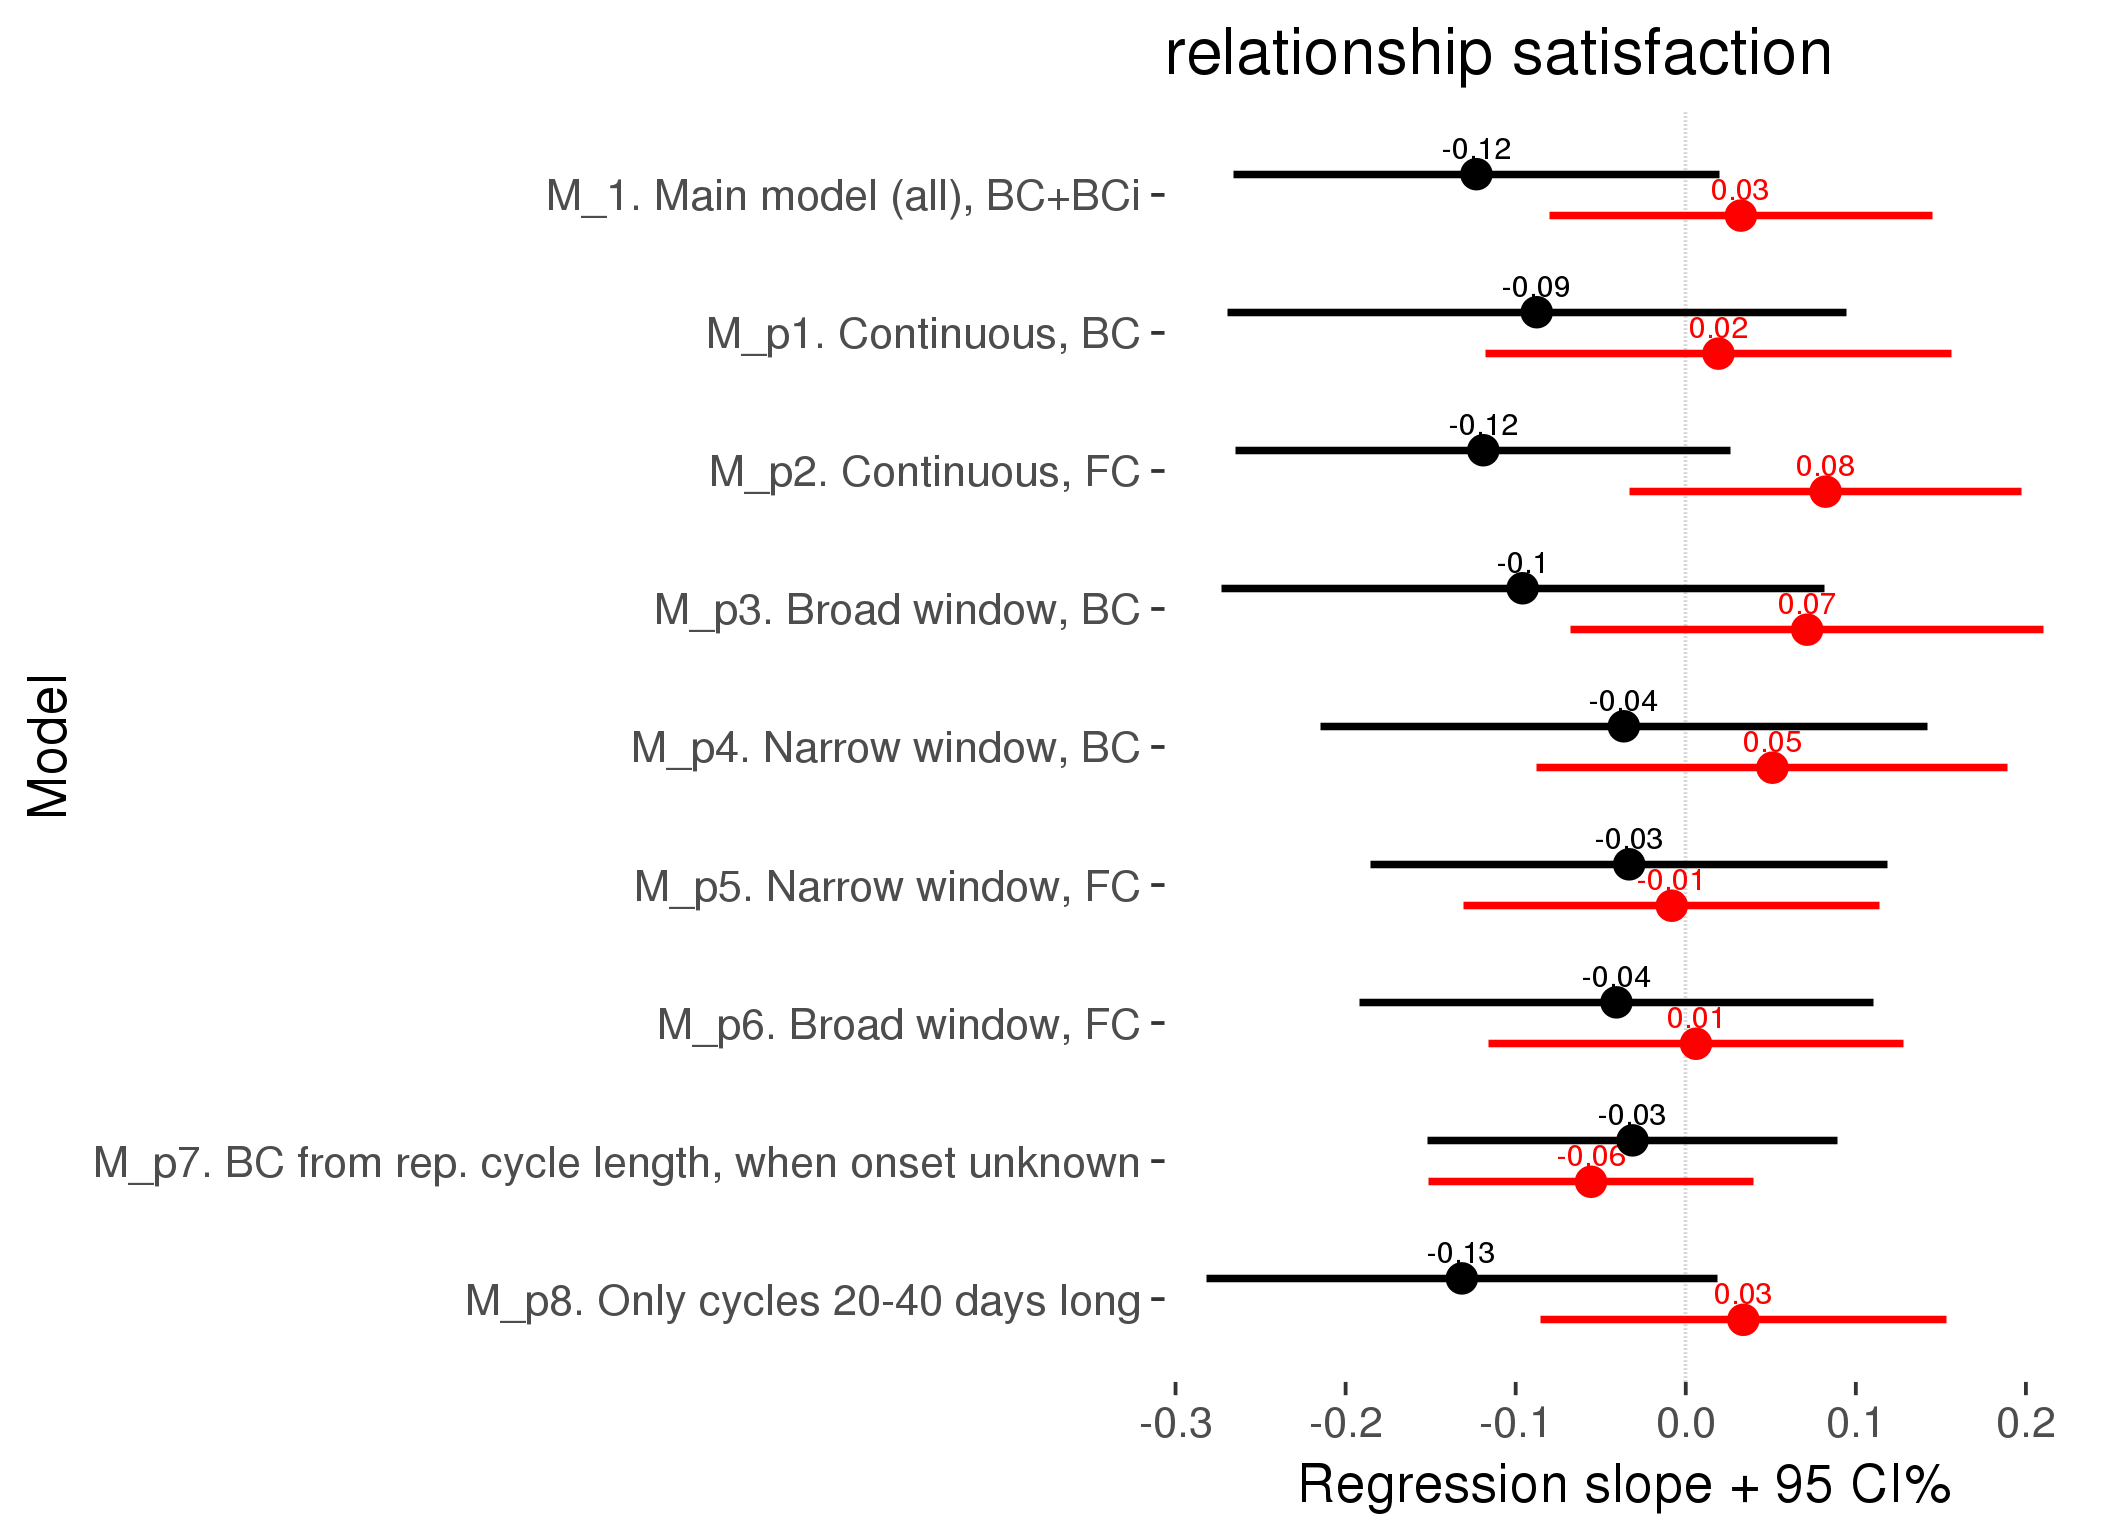 relationship satisfaction
Model
M_1. Main model (all), BC+BCi
-0.12
0.03
M_p1. Continuous, BC
-0.09
0.02
M_p2. Continuous, FC
-0.12
0.08
M_p3. Broad window, BC
-0.1
0.07
M_p4. Narrow window, BC
-0.04
0.05
M_p5. Narrow window, FC
-0.03
-0.01
M_p6. Broad window, FC
-0.04
0.01
M_p7. BC from rep. cycle length, when onset unknown
-0.03
-0.06
M_p8. Only cycles 20-40 days long
-0.13
0.03
-0.3 -0.2 -0.1 0.0 0.1 0.2
Regression slope + 95 CI%